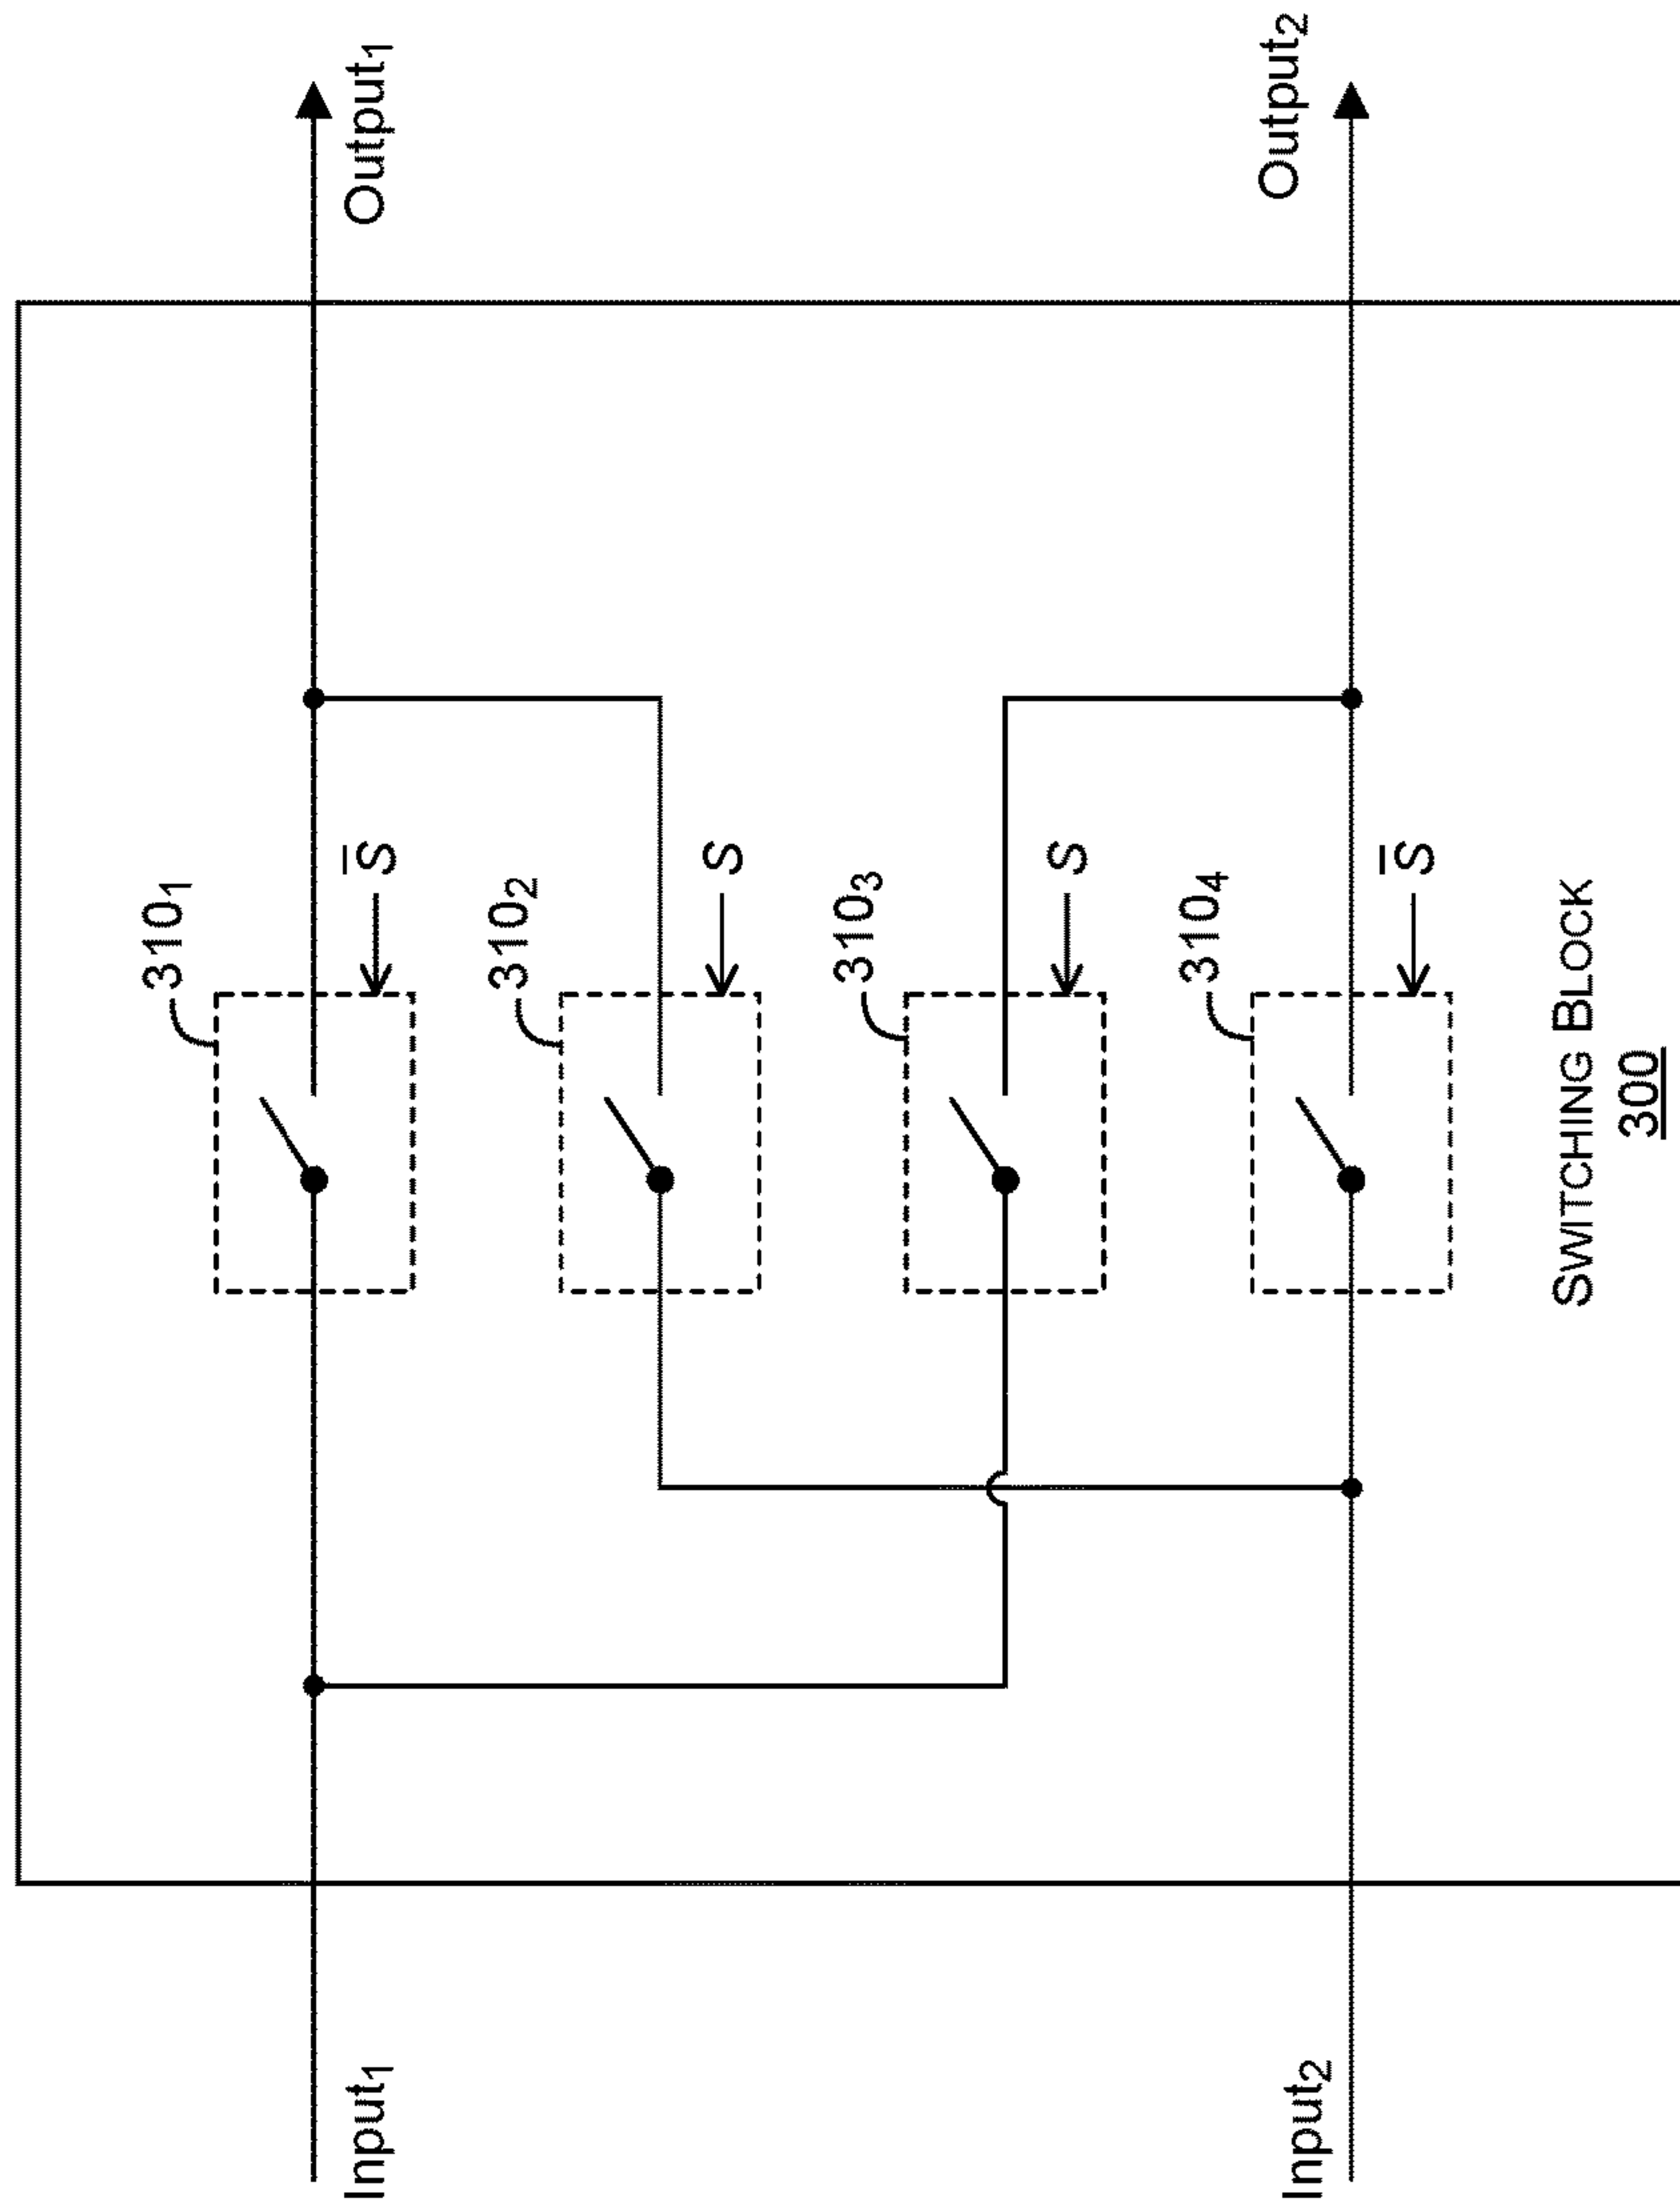 Input₁
Output₁
310₁
S̅
310₂
S
310₃
S
310₄
S̅
Input₂
Output₂
SWITCHING BLOCK
300